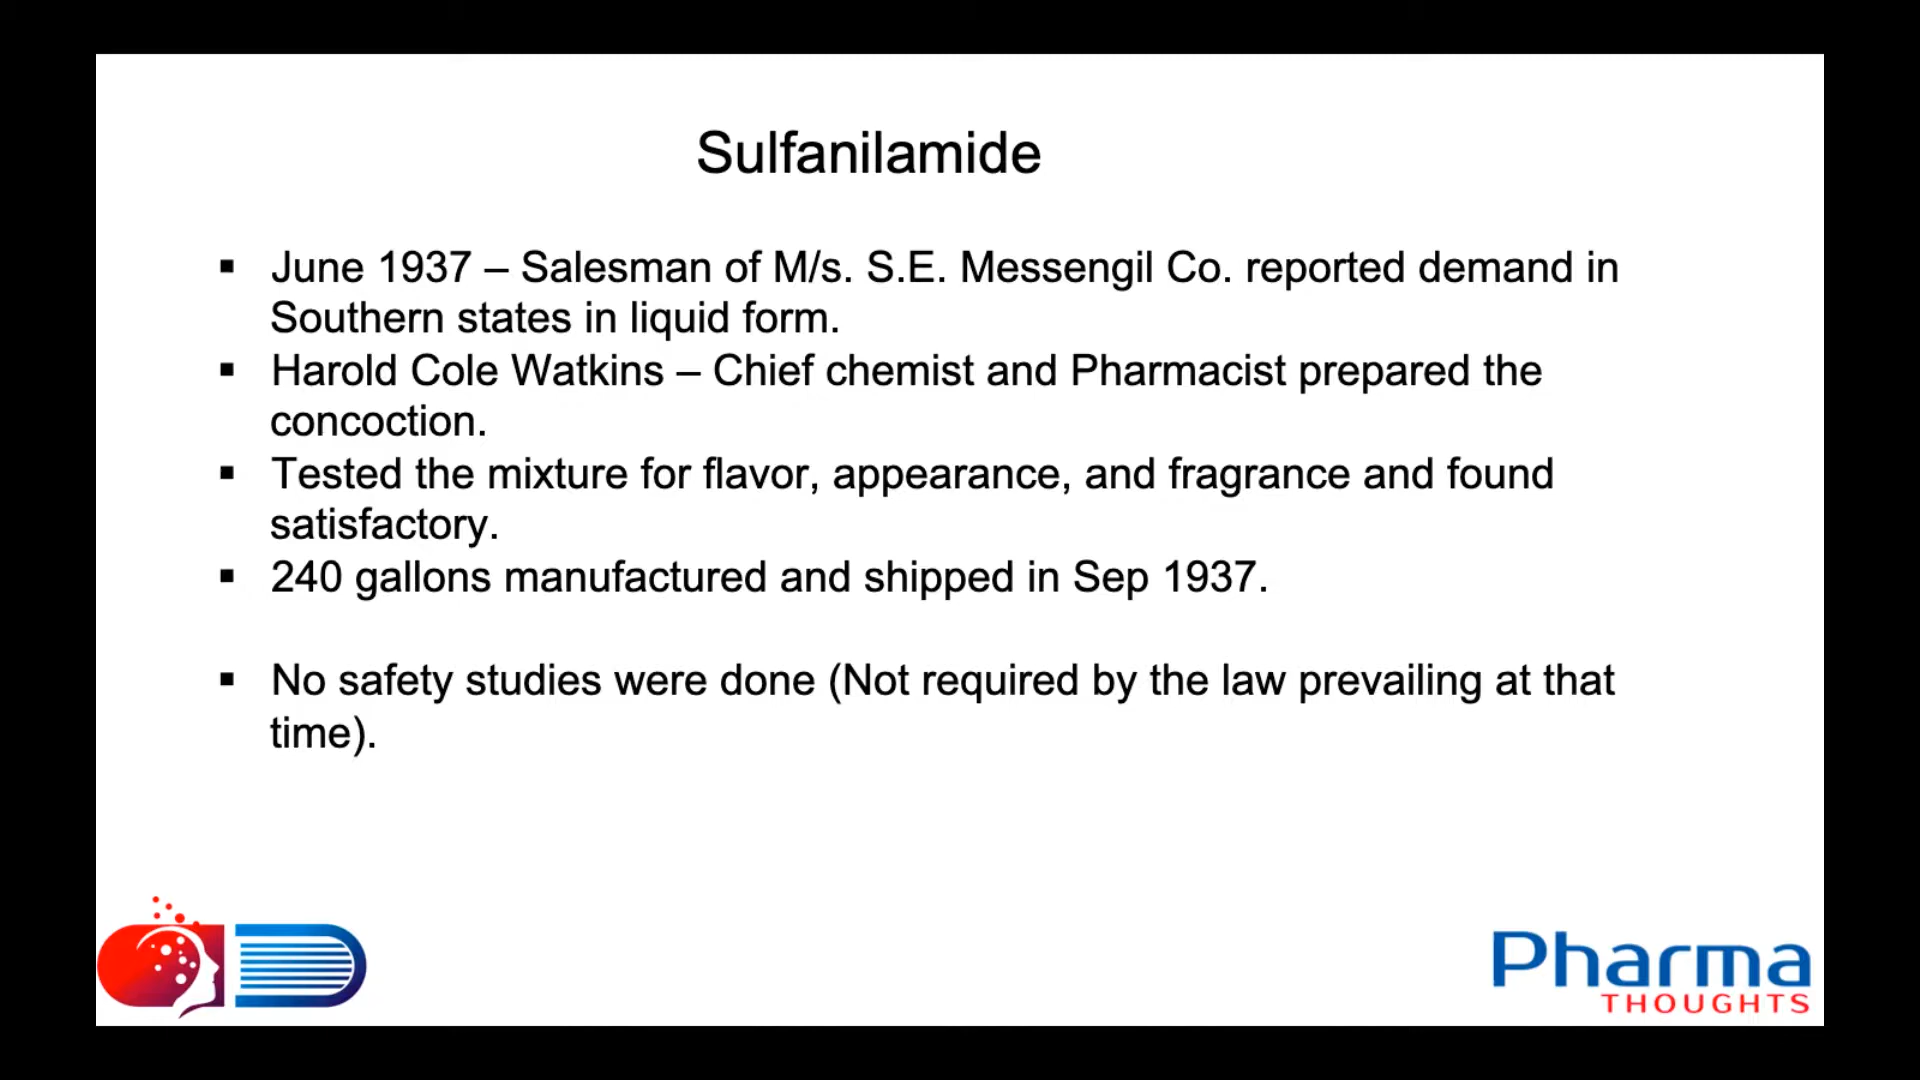 Sulfanilamide
▪ June 1937 – Salesman of M/s. S.E. Messengil Co. reported demand in
Southern states in liquid form.
▪ Harold Cole Watkins – Chief chemist and Pharmacist prepared the
concoction.
▪ Tested the mixture for flavor, appearance, and fragrance and found
satisfactory.
▪ 240 gallons manufactured and shipped in Sep 1937.
▪ No safety studies were done (Not required by the law prevailing at that
time).
Pharma
THOUGHTS